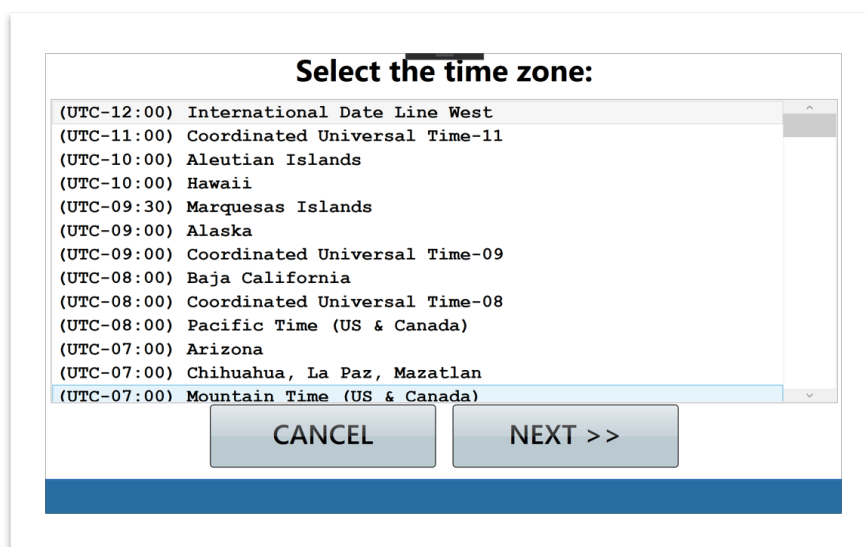 Select the time zone:
(UTC-12:00) International Date Line West
(UTC-11:00) Coordinated Universal Time-11
(UTC-10:00) Aleutian Islands
(UTC-10:00) Hawaii
(UTC-09:30) Marquesas Islands
(UTC-09:00) Alaska
(UTC-09:00) Coordinated Universal Time-09
(UTC-08:00) Baja California
(UTC-08:00) Coordinated Universal Time-08
(UTC-08:00) Pacific Time (US & Canada)
(UTC-07:00) Arizona
(UTC-07:00) Chihuahua, La Paz, Mazatlan
(UTC-07:00) Mountain Time (US & Canada)
CANCEL
NEXT >>